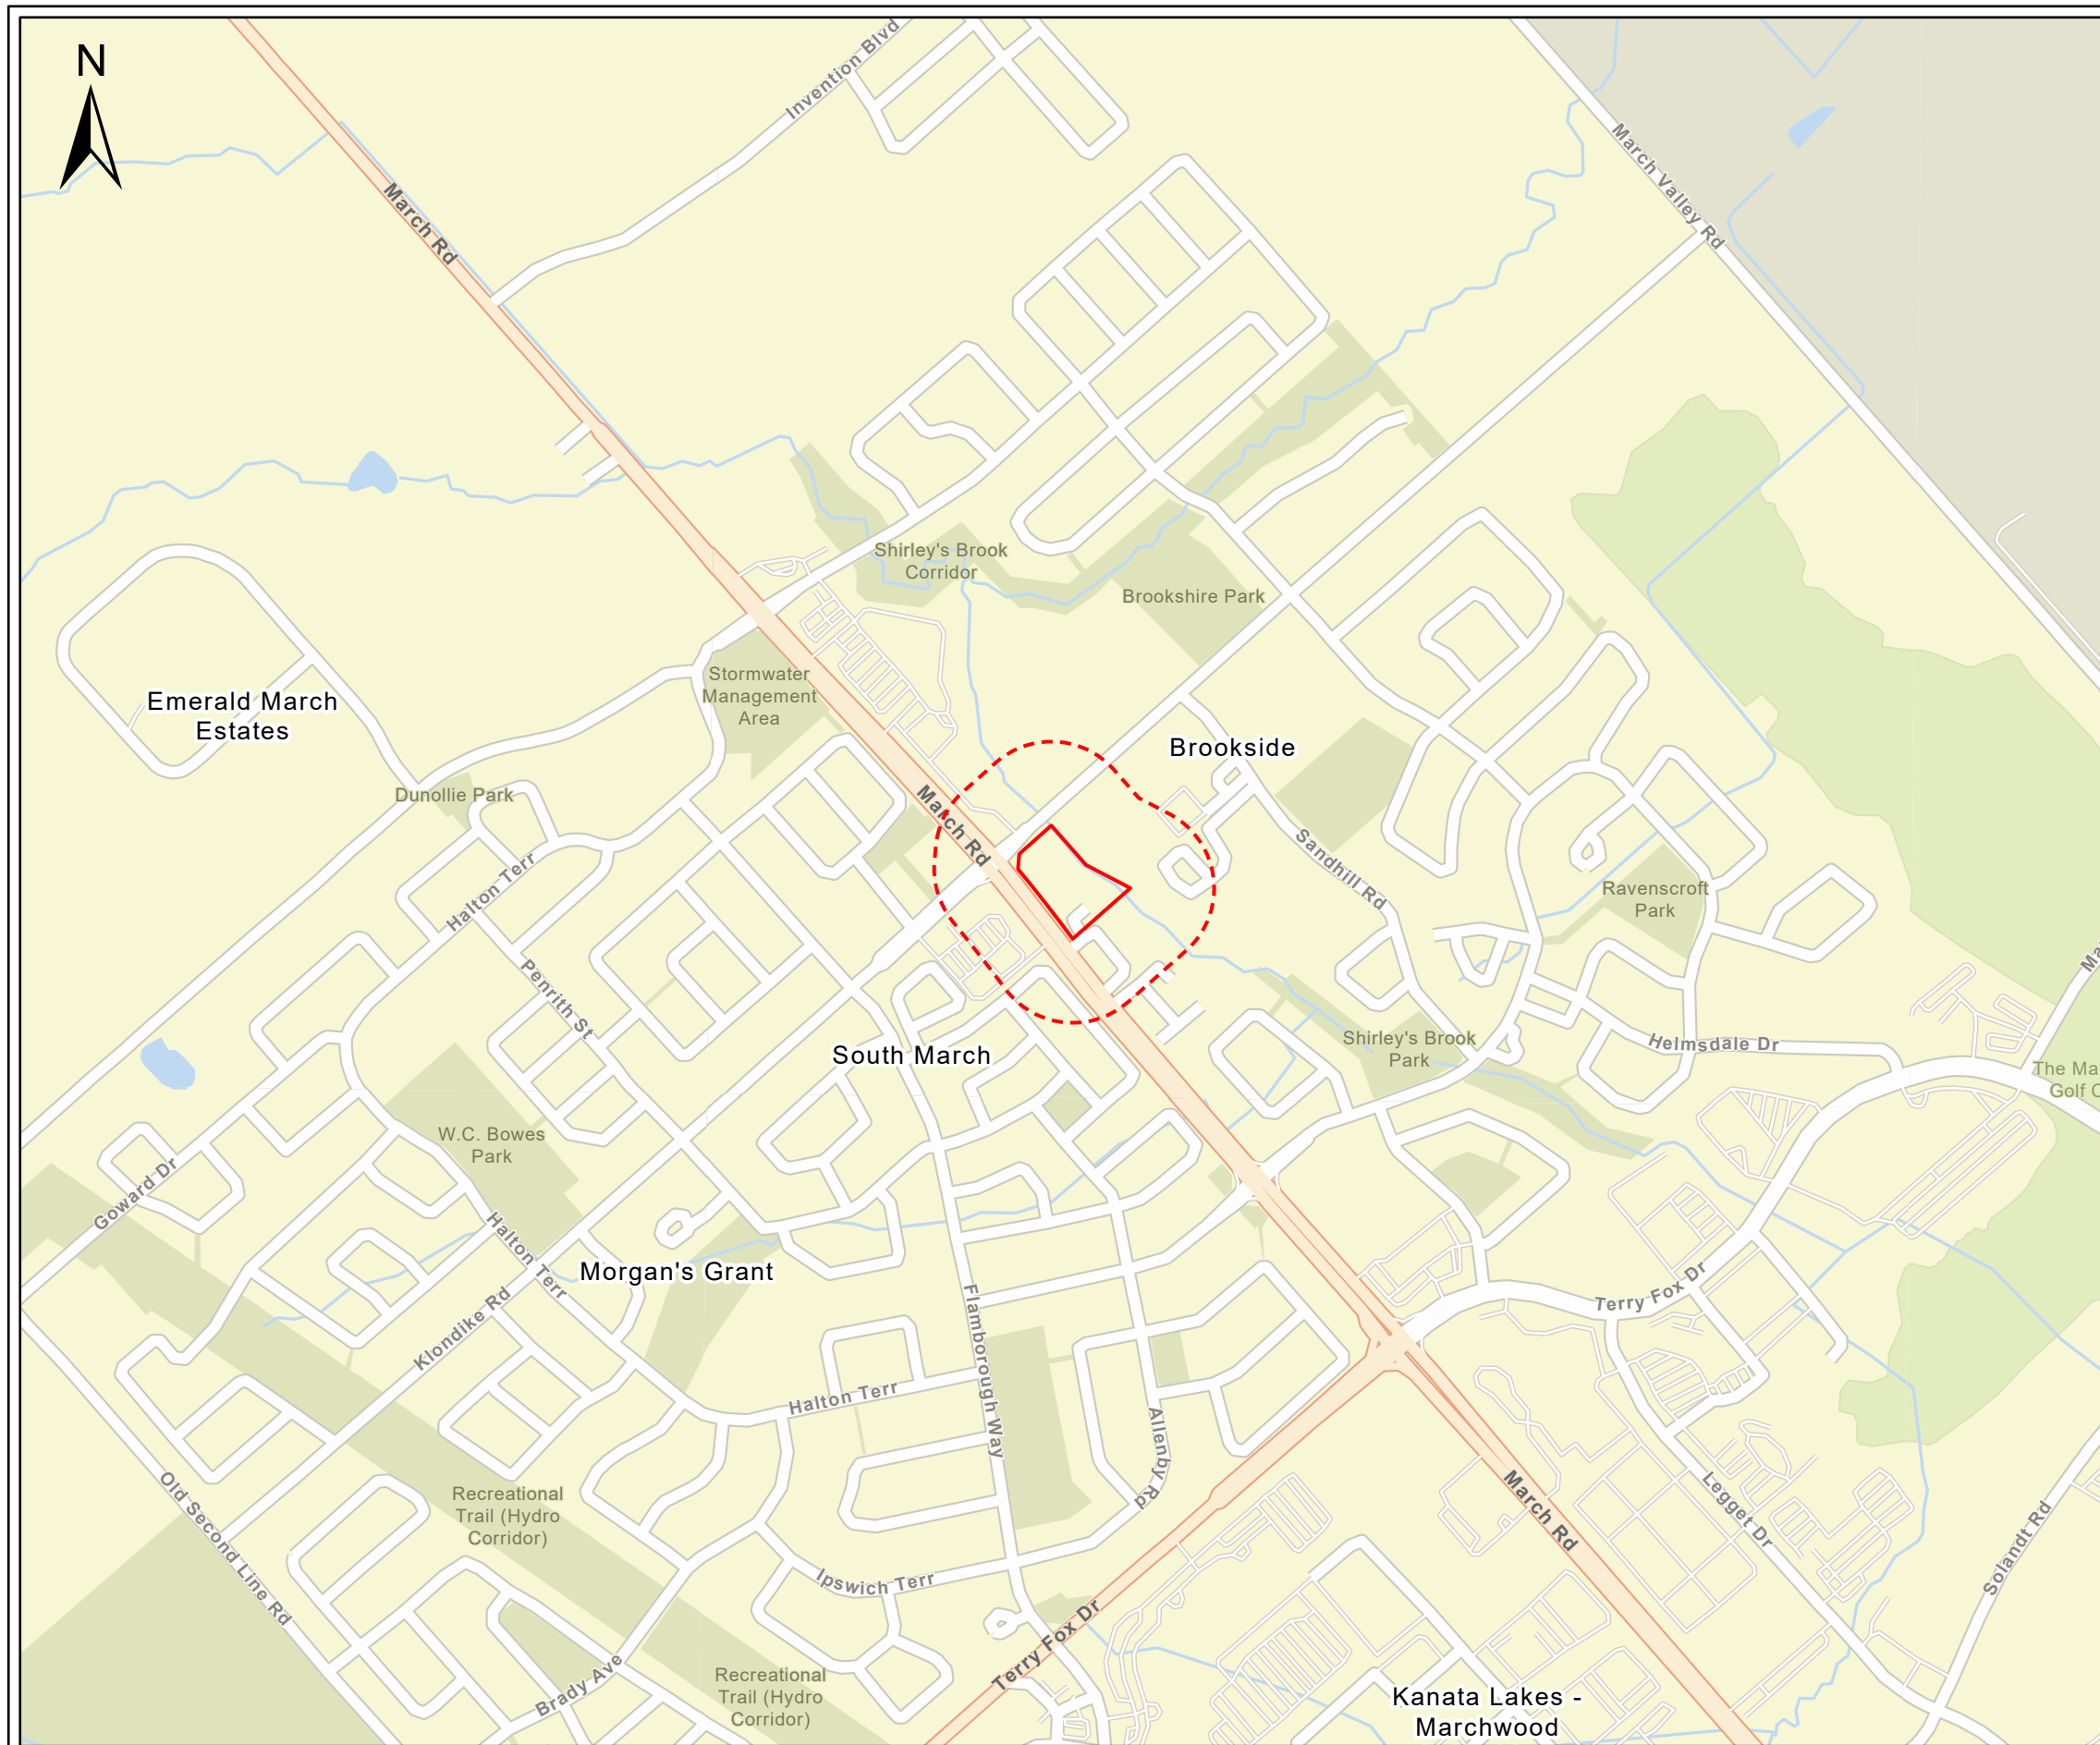 N
Invention Blvd
March Valley Rd
March Rd
Shirley's Brook
Corridor
Brookshire Park
Stormwater
Management
Area
Emerald March
Estates
Brookside
Dunollie Park
March Rd
Sandhill Rd
Halton Terr
Ravenscroft
Park
Penrith St
South March
Shirley's Brook
Park
Helmsdale Dr
The Ma
Golf C
Ma
W.C. Bowes
Park
Goward Dr
Halton Terr
Morgan's Grant
Klondike Rd
Flamborough Way
Terry Fox Dr
Halton Terr
Allenby Rd
Old Second Line Rd
Recreational
Trail (Hydro
Corridor)
March Rd
Legget Dr
Solandt Rd
Ipswich Terr
Terry Fox Dr
Brady Ave
Recreational
Trail (Hydro
Corridor)
Kanata Lakes -
Marchwood